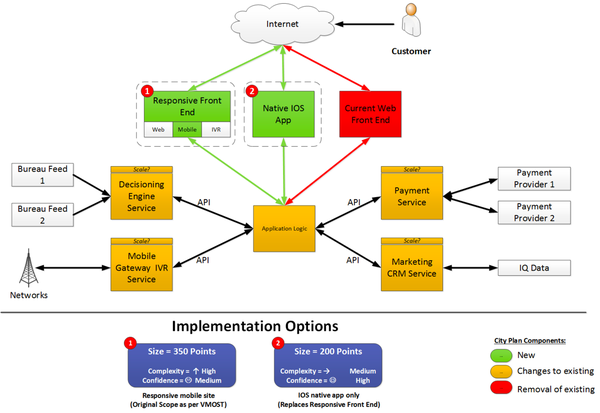 Internet
Customer
1
Responsive Front
End
Web Mobile IVR
2
Native IOS
App
Current Web
Front End
Bureau Feed
1
Bureau Feed
2
Networks
Scale?
Decisioning
Engine
Service
Scale?
Mobile
Gateway IVR
Service
API
API
Application Logic
API
API
Scale?
Payment
Service
Scale?
Marketing
CRM Service
Payment
Provider 1
Payment
Provider 2
IQ Data
Implementation Options
1
Size = 350 Points
Complexity = ↑ High
Confidence = ☹ Medium
Responsive mobile site
(Original Scope as per VMOST)
2
Size = 200 Points
Complexity = → Medium
Confidence = ☺ High
IOS native app only
(Replaces Responsive Front End)
City Plan Components:
New
Changes to existing
Removal of existing